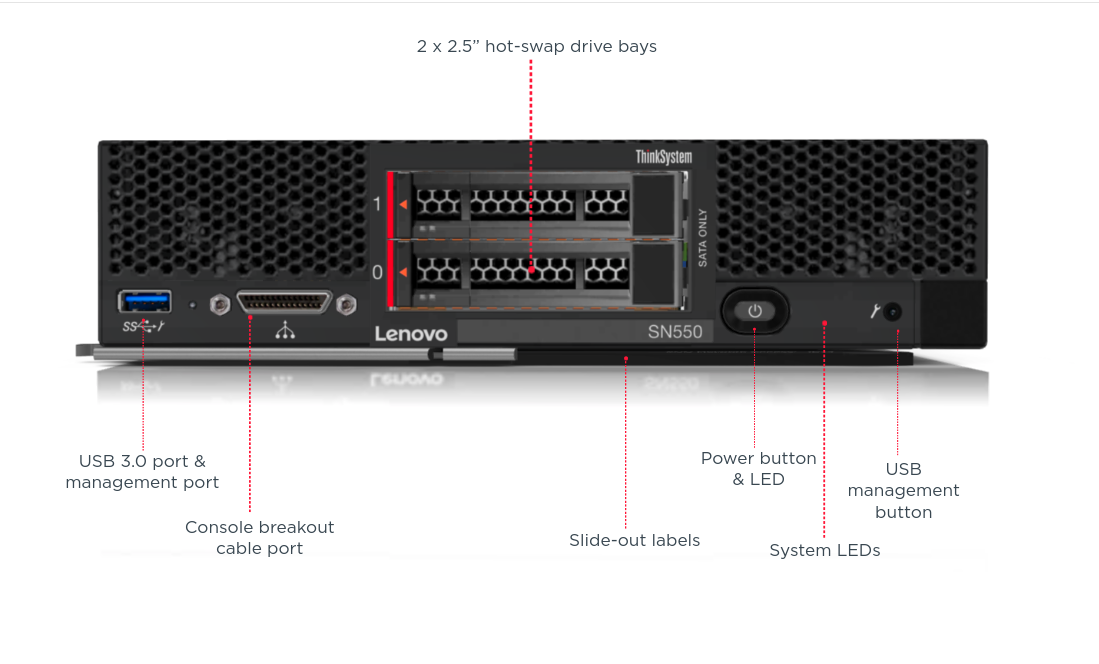 2 x 2.5” hot-swap drive bays
ThinkSystem
1
SATA ONLY
0
SS
Lenovo
SN550
USB 3.0 port &
management port
Power button
& LED
USB
management
button
Console breakout
cable port
Slide-out labels
System LEDs